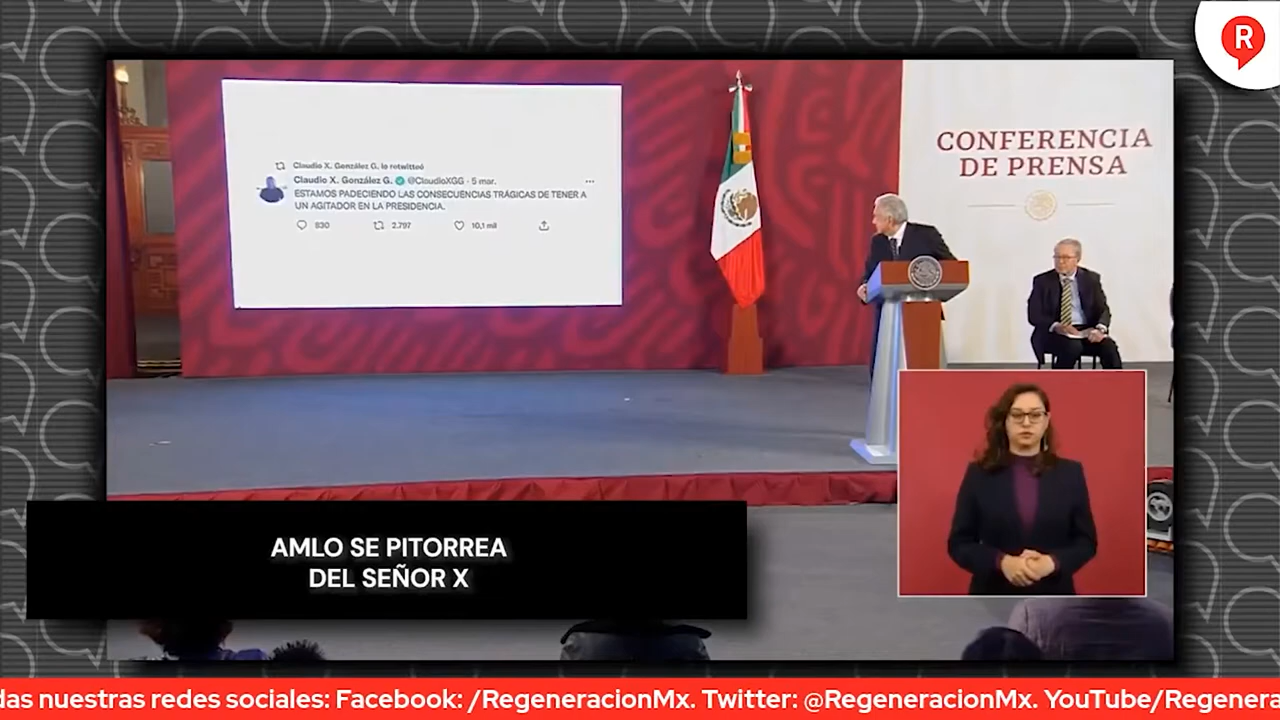 R
Claudio X. González G. lo retwitteó
Claudio X. González G. @ClaudioXGG · 5 mar.
ESTAMOS PADECIENDO LAS CONSECUENCIAS TRÁGICAS DE TENER A
UN AGITADOR EN LA PRESIDENCIA.
830 2.797 10,1 mil
CONFERENCIA
DE PRENSA
AMLO SE PITORREA
DEL SEÑOR X
das nuestras redes sociales: Facebook: /RegeneracionMx. Twitter: @RegeneracionMx. YouTube/Regenera